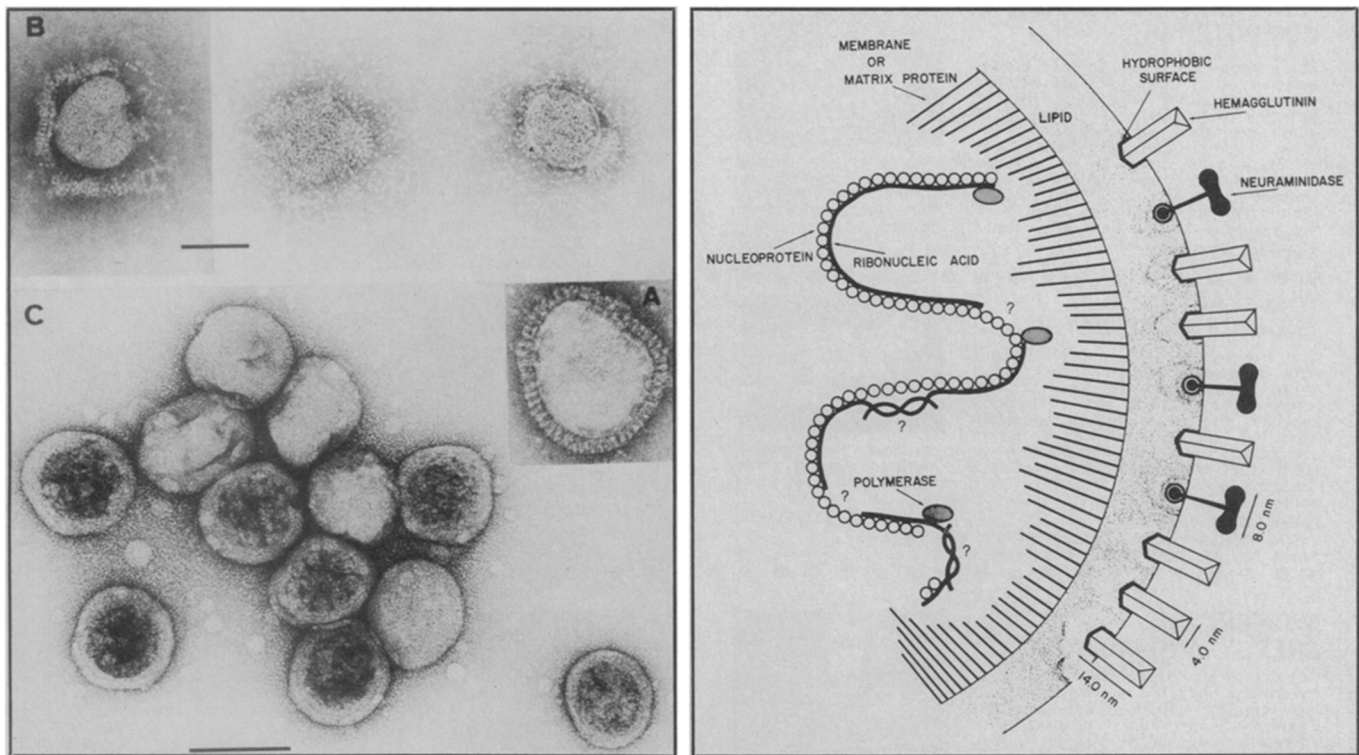 B
C
A
MEMBRANE
OR
MATRIX PROTEIN
LIPID
HYDROPHOBIC
SURFACE
HEMAGGLUTININ
NEURAMINIDASE
NUCLEOPROTEIN
RIBONUCLEIC ACID
?
?
?
POLYMERASE
?
8.0 nm
4.0 nm
14.0 nm